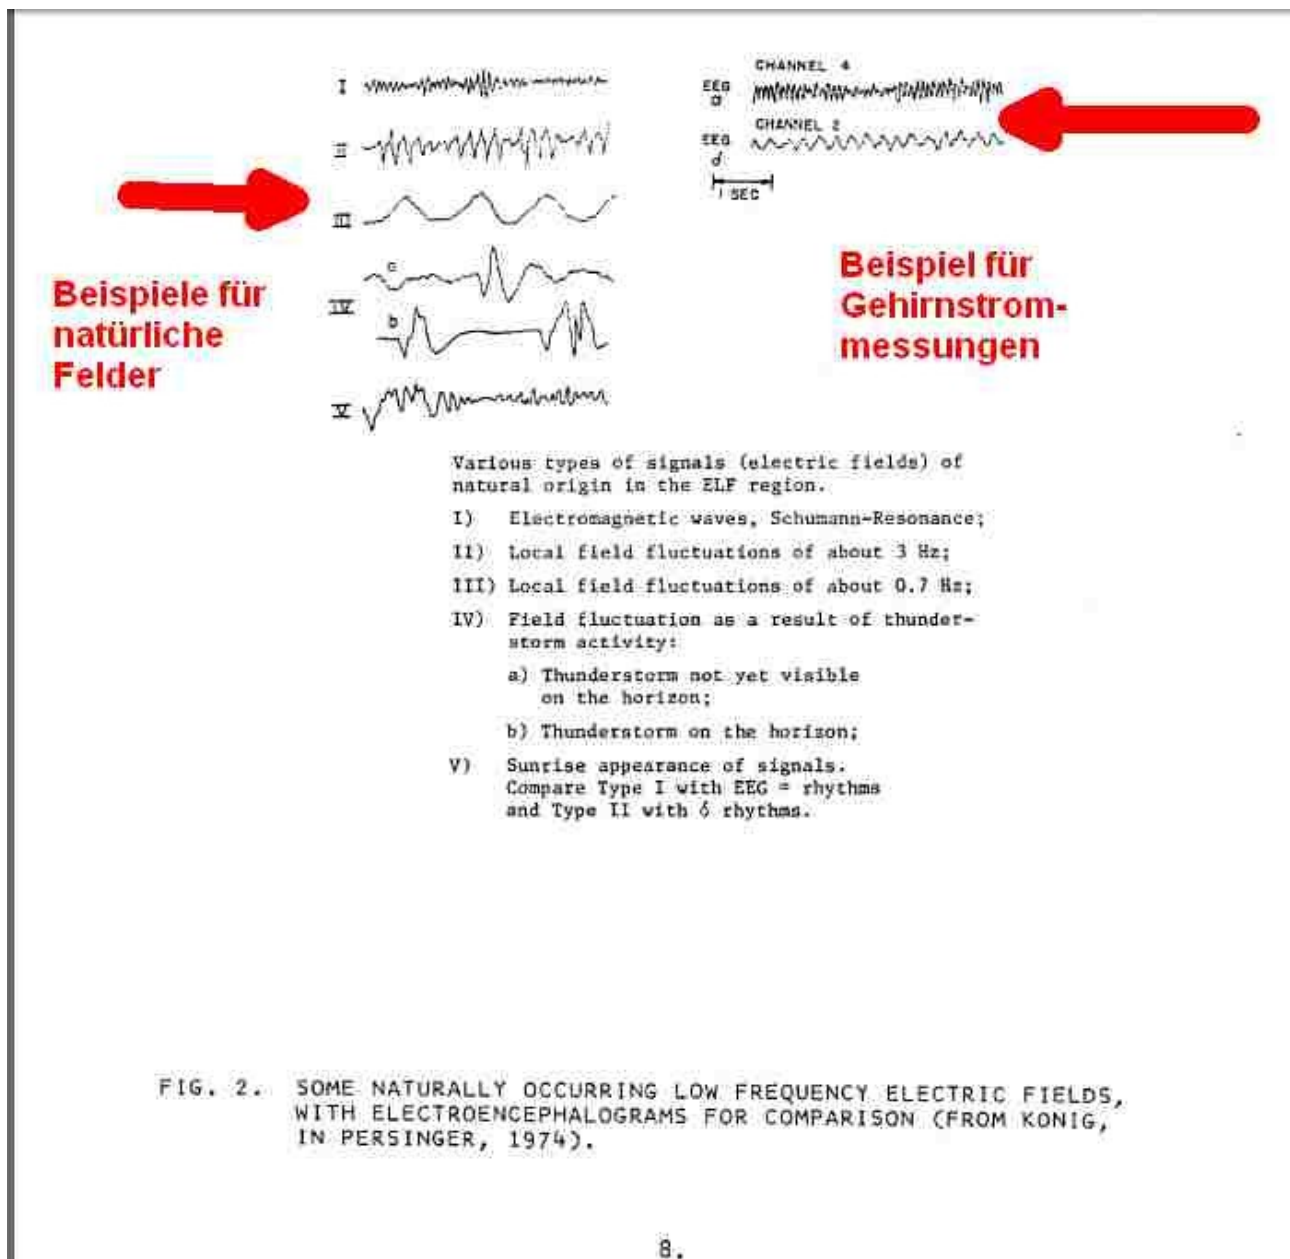 I
II
III
a
IV
b
V
CHANNEL 4
EEG
α
CHANNEL 2
EEG
δ
1 SEC
Beispiele für
natürliche
Felder
Beispiel für
Gehirnstrom-
messungen
Various types of signals (electric fields) of
natural origin in the ELF region.
I) Electromagnetic waves, Schumann-Resonance;
II) Local field fluctuations of about 3 Hz;
III) Local field fluctuations of about 0.7 Hz;
IV) Field fluctuation as a result of thunder-
storm activity:
a) Thunderstorm not yet visible
on the horizon;
b) Thunderstorm on the horizon;
V) Sunrise appearance of signals.
Compare Type I with EEG = rhythms
and Type II with δ rhythms.
FIG. 2. SOME NATURALLY OCCURRING LOW FREQUENCY ELECTRIC FIELDS,
WITH ELECTROENCEPHALOGRAMS FOR COMPARISON (FROM KONIG,
IN PERSINGER, 1974).
8.